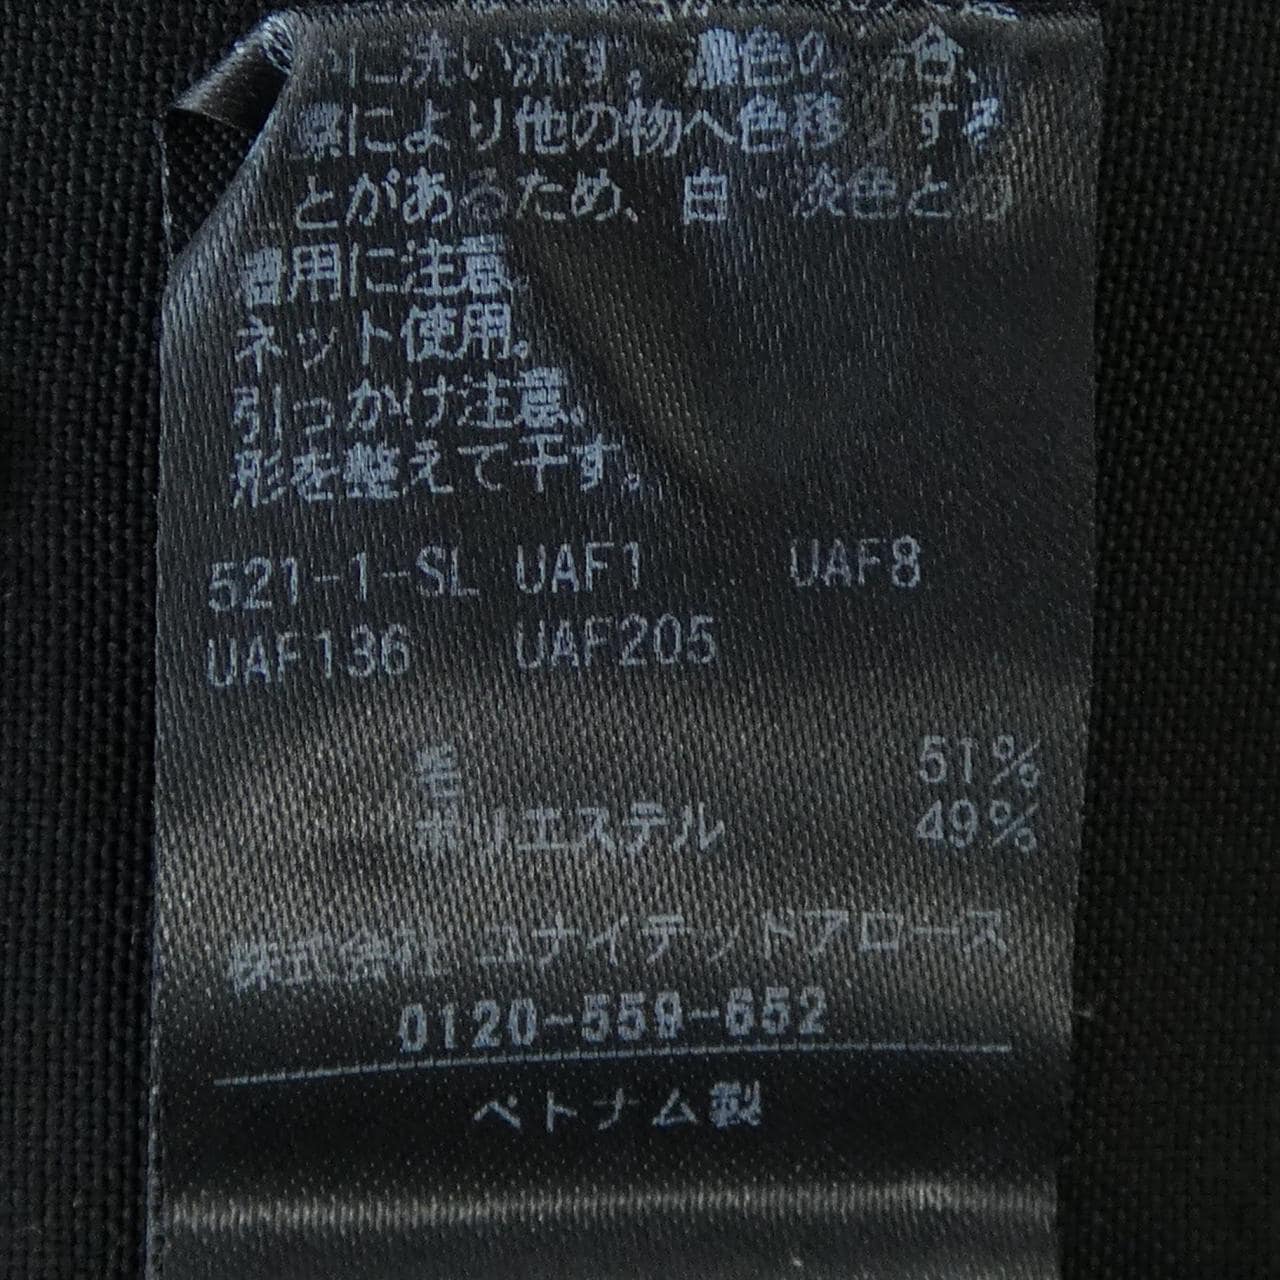 に洗い流す。濃色の場合、
摩擦により他の物へ色移りする
とがあるため、白・淡色との
着用に注意。
ネット使用。
引っかけ注意。
形を整えて干す。
521-1-SL UAF1 UAF8
UAF136 UAF205
毛 51%
ポリエステル 49%
株式会社 ユナイテッドアローズ
0120-559-652
ベトナム製